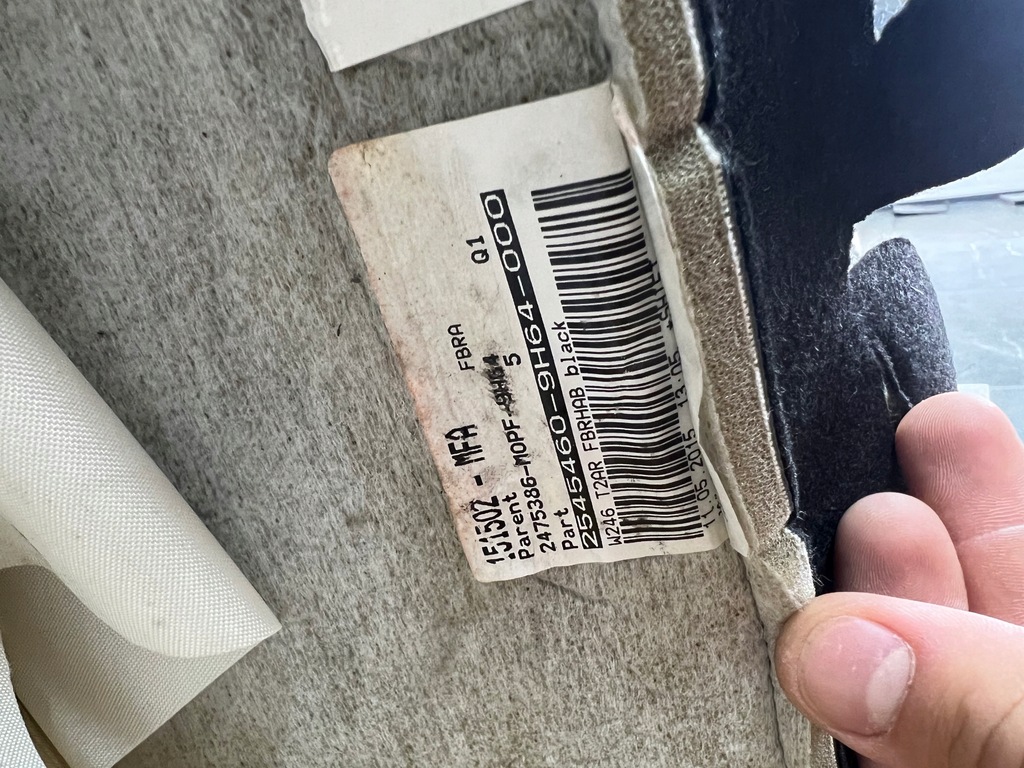 151502 - MFA FBRA Q1
Parent
2475386-MOPF-9H64 5
Part
2545460-9H64-000
W246 T2AR FBRHAB black
11.05.2015 13:05